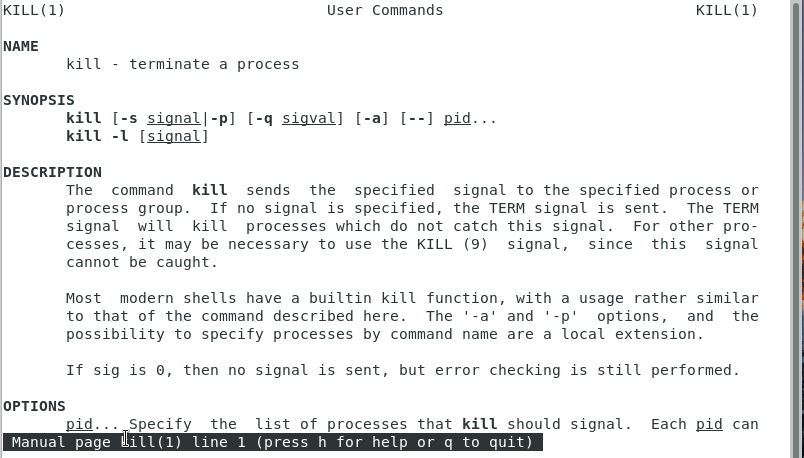 KILL(1) User Commands KILL(1)
NAME
kill - terminate a process
SYNOPSIS
kill [-s signal|-p] [-q sigval] [-a] [--] pid...
kill -l [signal]
DESCRIPTION
The command kill sends the specified signal to the specified process or
process group. If no signal is specified, the TERM signal is sent. The TERM
signal will kill processes which do not catch this signal. For other pro-
cesses, it may be necessary to use the KILL (9) signal, since this signal
cannot be caught.
Most modern shells have a builtin kill function, with a usage rather similar
to that of the command described here. The '-a' and '-p' options, and the
possibility to specify processes by command name are a local extension.
If sig is 0, then no signal is sent, but error checking is still performed.
OPTIONS
pid... Specify the list of processes that kill should signal. Each pid can
Manual page kill(1) line 1 (press h for help or q to quit)